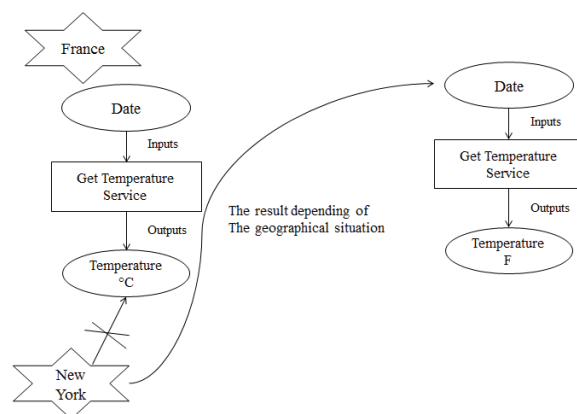 France
Date
Inputs
Get Temperature
Service
Outputs
Temperature
°C
New
York
The result depending of
The geographical situation
Date
Inputs
Get Temperature
Service
Outputs
Temperature
F